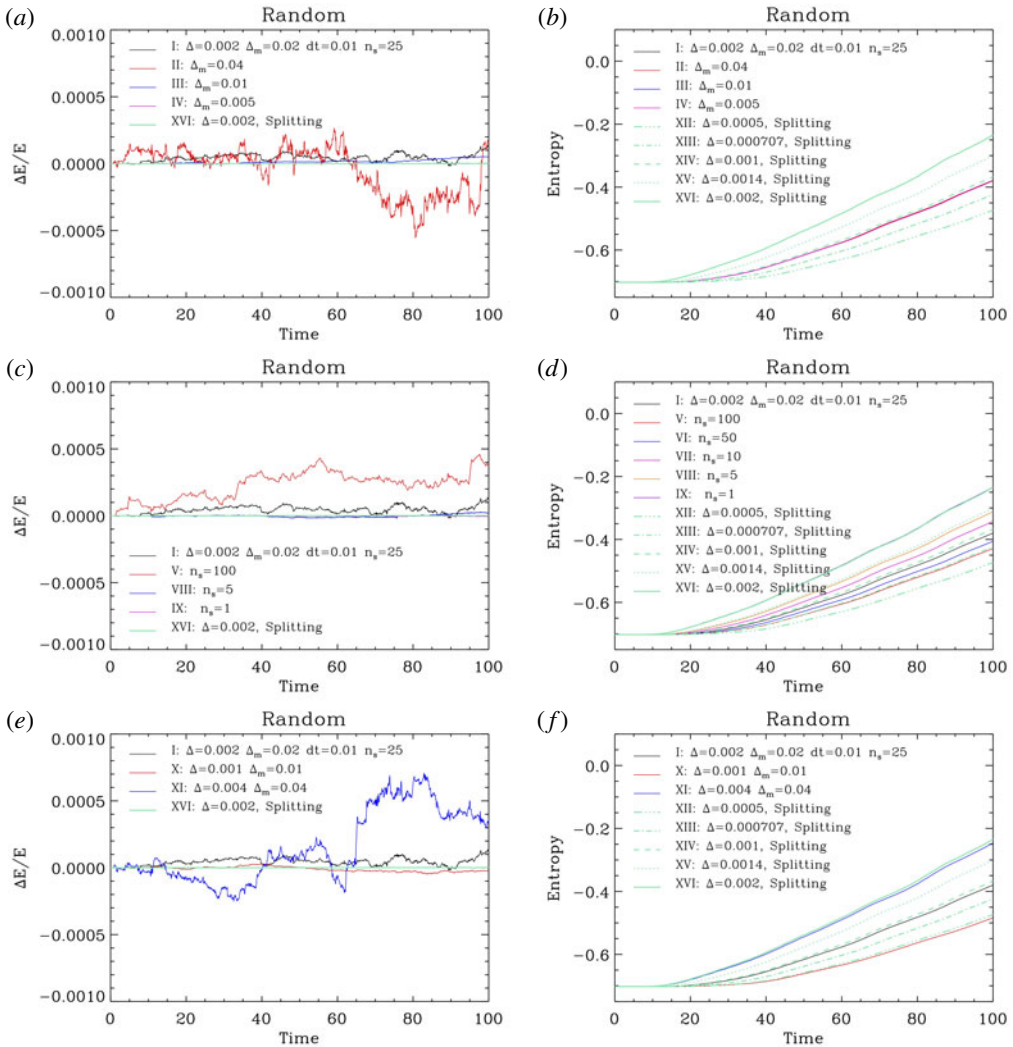 (a)
Random
0.0010
0.0005
0.0000
−0.0005
−0.0010
ΔE/E
I: Δ=0.002 Δm=0.02 dt=0.01 ns=25
II: Δm=0.04
III: Δm=0.01
IV: Δm=0.005
XVI: Δ=0.002, Splitting
0 20 40 60 80 100
Time
(b)
Random
0.0
−0.2
−0.4
−0.6
Entropy
I: Δ=0.002 Δm=0.02 dt=0.01 ns=25
II: Δm=0.04
III: Δm=0.01
IV: Δm=0.005
XII: Δ=0.0005, Splitting
XIII: Δ=0.000707, Splitting
XIV: Δ=0.001, Splitting
XV: Δ=0.0014, Splitting
XVI: Δ=0.002, Splitting
0 20 40 60 80 100
Time
(c)
Random
0.0010
0.0005
0.0000
−0.0005
−0.0010
ΔE/E
I: Δ=0.002 Δm=0.02 dt=0.01 ns=25
V: ns=100
VIII: ns=5
IX: ns=1
XVI: Δ=0.002, Splitting
0 20 40 60 80 100
Time
(d)
Random
0.0
−0.2
−0.4
−0.6
Entropy
I: Δ=0.002 Δm=0.02 dt=0.01 ns=25
V: ns=100
VI: ns=50
VII: ns=10
VIII: ns=5
IX: ns=1
XII: Δ=0.0005, Splitting
XIII: Δ=0.000707, Splitting
XIV: Δ=0.001, Splitting
XV: Δ=0.0014, Splitting
XVI: Δ=0.002, Splitting
0 20 40 60 80 100
Time
(e)
Random
0.0010
0.0005
0.0000
−0.0005
−0.0010
ΔE/E
I: Δ=0.002 Δm=0.02 dt=0.01 ns=25
X: Δ=0.001 Δm=0.01
XI: Δ=0.004 Δm=0.04
XVI: Δ=0.002, Splitting
0 20 40 60 80 100
Time
(f)
Random
0.0
−0.2
−0.4
−0.6
Entropy
I: Δ=0.002 Δm=0.02 dt=0.01 ns=25
X: Δ=0.001 Δm=0.01
XI: Δ=0.004 Δm=0.04
XII: Δ=0.0005, Splitting
XIII: Δ=0.000707, Splitting
XIV: Δ=0.001, Splitting
XV: Δ=0.0014, Splitting
XVI: Δ=0.002, Splitting
0 20 40 60 80 100
Time